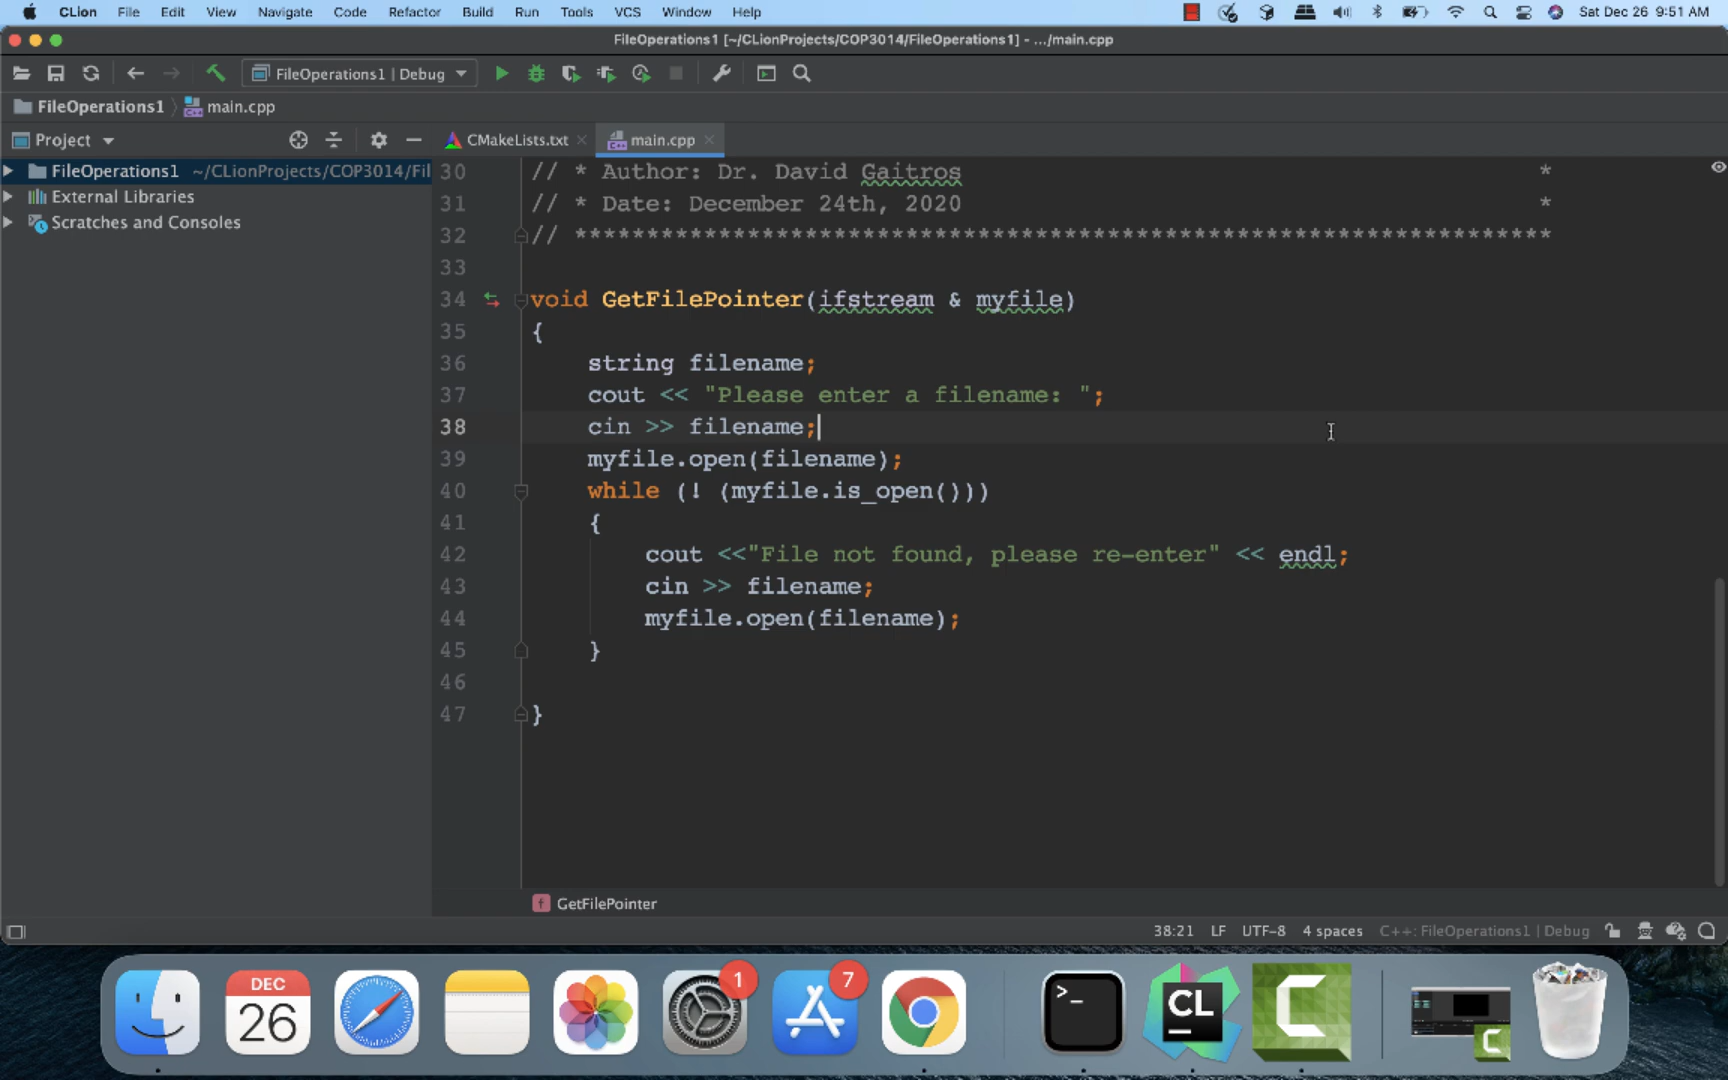 CLion File Edit View Navigate Code Refactor Build Run Tools VCS Window Help Sat Dec 26 9:51 AM
FileOperations1 [~/CLionProjects/COP3014/FileOperations1] - .../main.cpp
FileOperations1 | Debug
FileOperations1 main.cpp
Project CMakeLists.txt main.cpp
FileOperations1 ~/CLionProjects/COP3014/Fil
External Libraries
Scratches and Consoles
30 // * Author: Dr. David Gaitros *
31 // * Date: December 24th, 2020 *
32 // ********************************************************************
33
34 void GetFilePointer(ifstream & myfile)
35 {
36 string filename;
37 cout << "Please enter a filename: ";
38 cin >> filename;
39 myfile.open(filename);
40 while (! (myfile.is_open()))
41 {
42 cout <<"File not found, please re-enter" << endl;
43 cin >> filename;
44 myfile.open(filename);
45 }
46
47 }
f GetFilePointer
38:21 LF UTF-8 4 spaces C++: FileOperations1 | Debug
DEC
26
1
7
>_
CL
C
C